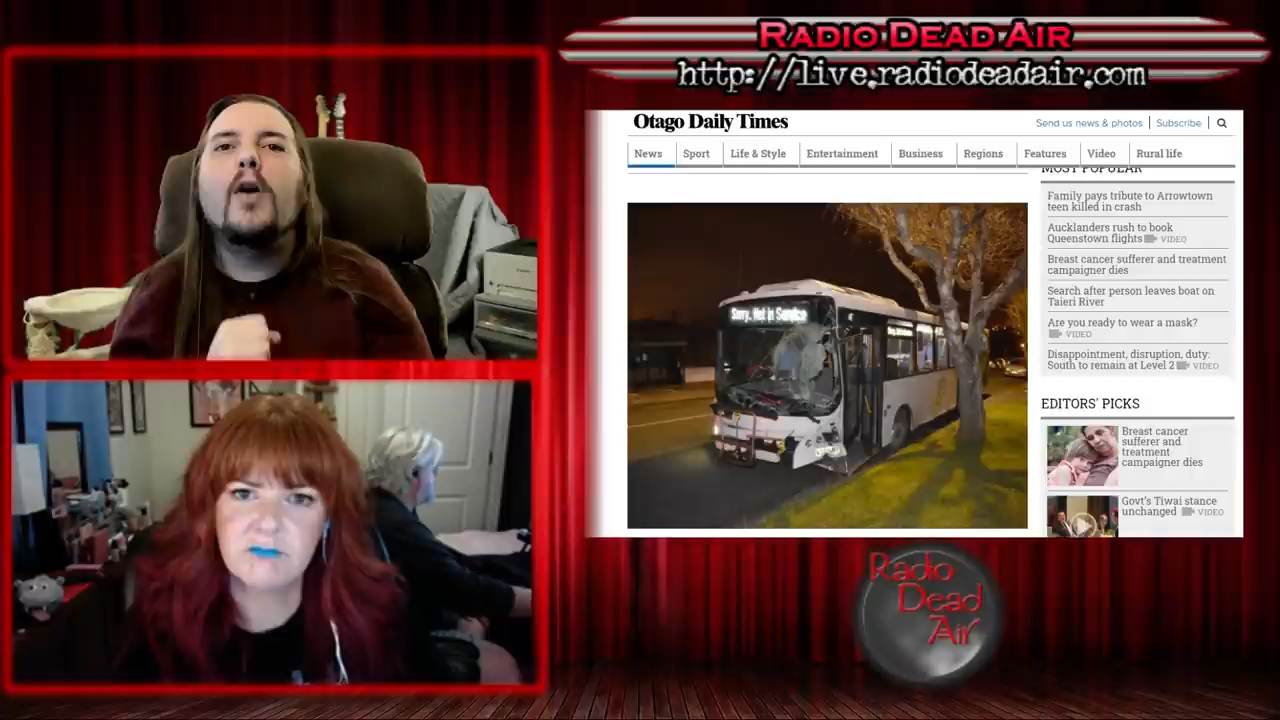 RADIO DEAD AIR
http://live.radiodeadair.com
Otago Daily Times
Send us news & photos
Subscribe
News
Sport
Life & Style
Entertainment
Business
Regions
Features
Video
Rural life
MOST POPULAR
Family pays tribute to Arrowtown
teen killed in crash
Aucklanders rush to book
Queenstown flights VIDEO
Breast cancer sufferer and treatment
campaigner dies
Search after person leaves boat on
Taieri River
Are you ready to wear a mask?
VIDEO
Disappointment, disruption, duty:
South to remain at Level 2 VIDEO
Sorry, Not in Service
EDITORS' PICKS
Breast cancer
sufferer and
treatment
campaigner dies
Govt's Tiwai stance
unchanged VIDEO
Radio
Dead
Air